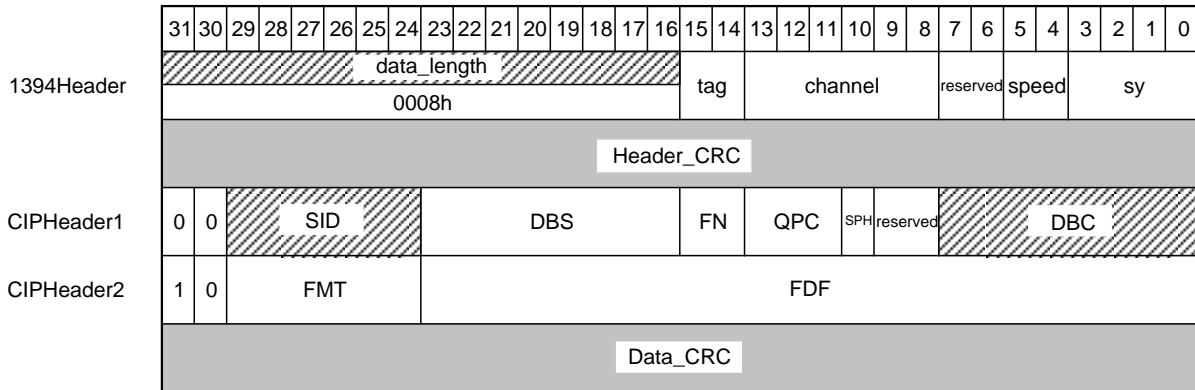 31 30 29 28 27 26 25 24 23 22 21 20 19 18 17 16 15 14 13 12 11 10 9 8 7 6 5 4 3 2 1 0
1394Header data_length tag channel reserved speed sy
0008h
Header_CRC
CIPHeader1 0 0 SID DBS FN QPC SPH reserved DBC
CIPHeader2 1 0 FMT FDF
Data_CRC